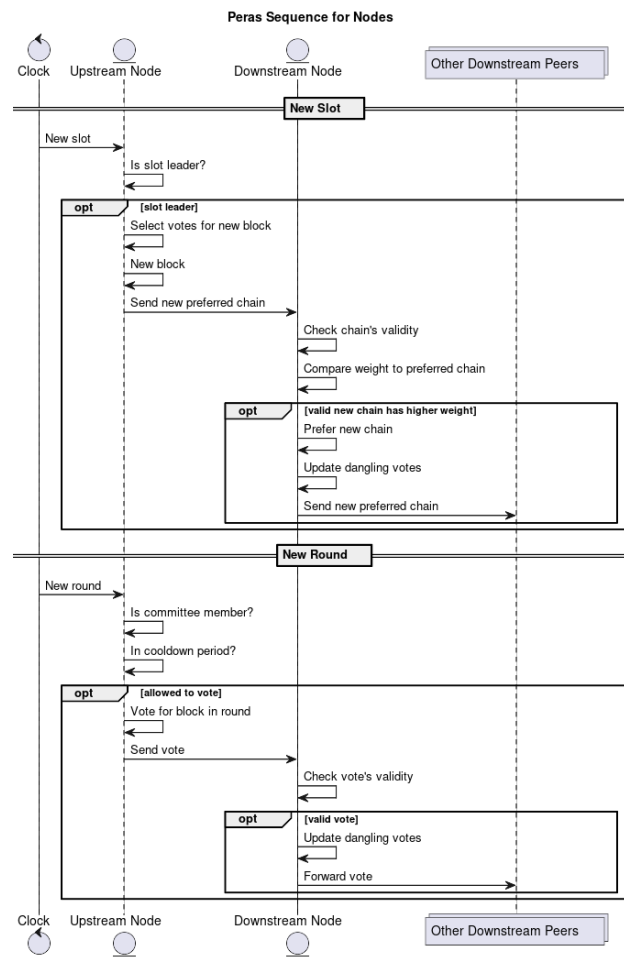 Peras Sequence for Nodes
Clock Upstream Node Downstream Node Other Downstream Peers
New Slot
New slot
Is slot leader?
opt [slot leader]
Select votes for new block
New block
Send new preferred chain
Check chain's validity
Compare weight to preferred chain
opt [valid new chain has higher weight]
Prefer new chain
Update dangling votes
Send new preferred chain
New Round
New round
Is committee member?
In cooldown period?
opt [allowed to vote]
Vote for block in round
Send vote
Check vote's validity
opt [valid vote]
Update dangling votes
Forward vote
Clock Upstream Node Downstream Node Other Downstream Peers